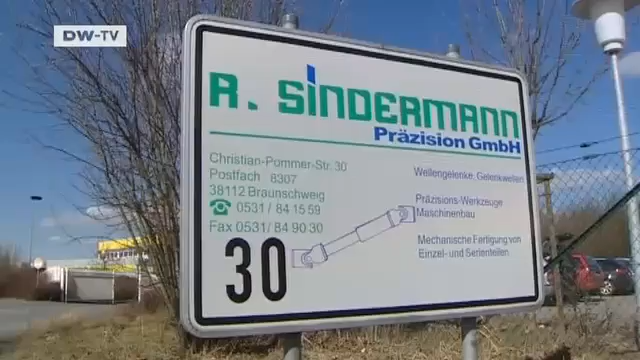 DW-TV
R. SINDERMANN
Präzision GmbH
Christian-Pommer-Str. 30
Postfach 8307
38112 Braunschweig
☎ 0531/ 84 15 59
Fax 0531/ 84 90 30
30
Wellengelenke, Gelenkwellen
Präzisions-Werkzeuge
Maschinenbau
Mechanische Fertigung von
Einzel- und Serienteilen